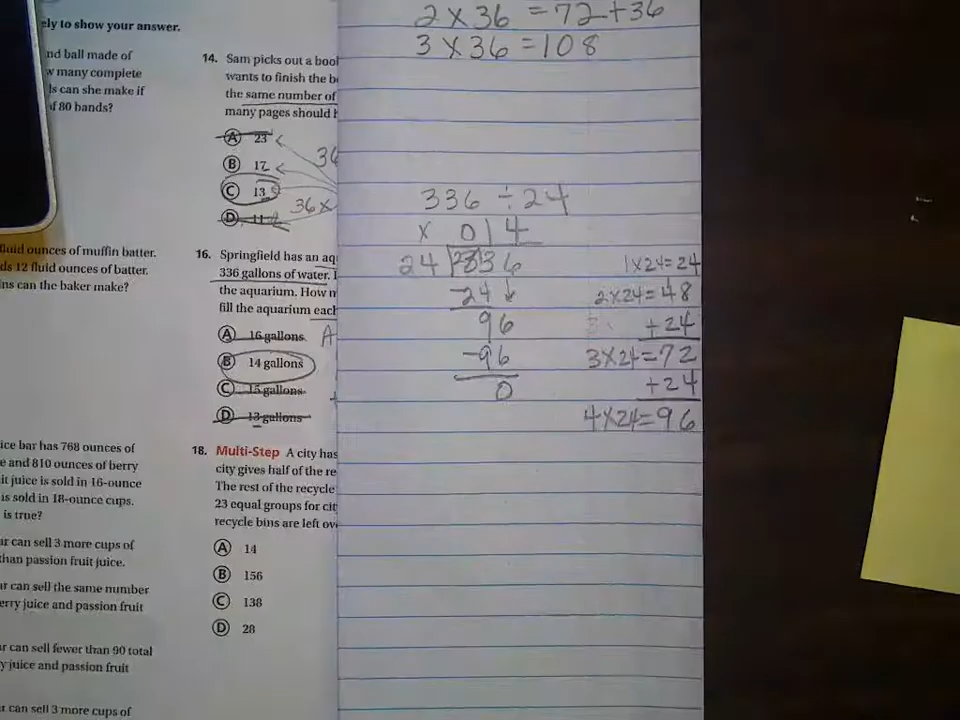 ely to show your answer.
nd ball made of
w many complete
ls can she make if
of 80 bands?
fluid ounces of muffin batter.
ds 12 fluid ounces of batter.
ins can the baker make?
ice bar has 768 ounces of
e and 810 ounces of berry
it juice is sold in 16-ounce
is sold in 18-ounce cups.
is true?
ar can sell 3 more cups of
than passion fruit juice.
ar can sell the same number
erry juice and passion fruit
ar can sell fewer than 90 total
y juice and passion fruit
ar can sell 3 more cups of
14. Sam picks out a boo
wants to finish the b
the same number of
many pages should h
A 23
B 17
C 13
D 11
36
36x
16. Springfield has an aq
336 gallons of water. I
the aquarium. How m
fill the aquarium each
A 16 gallons
B 14 gallons
C 15 gallons
D 13 gallons
A
18. Multi-Step A city has
city gives half of the re
The rest of the recycle
23 equal groups for cit
recycle bins are left ov
A 14
B 156
C 138
D 28
2 x 36 = 72+36
3 x 36 = 108
336 ÷ 24
x 014
24 336
-24
96
-96
0
1x24=24
2x24=48
+24
3x24=72
+24
4x24=96